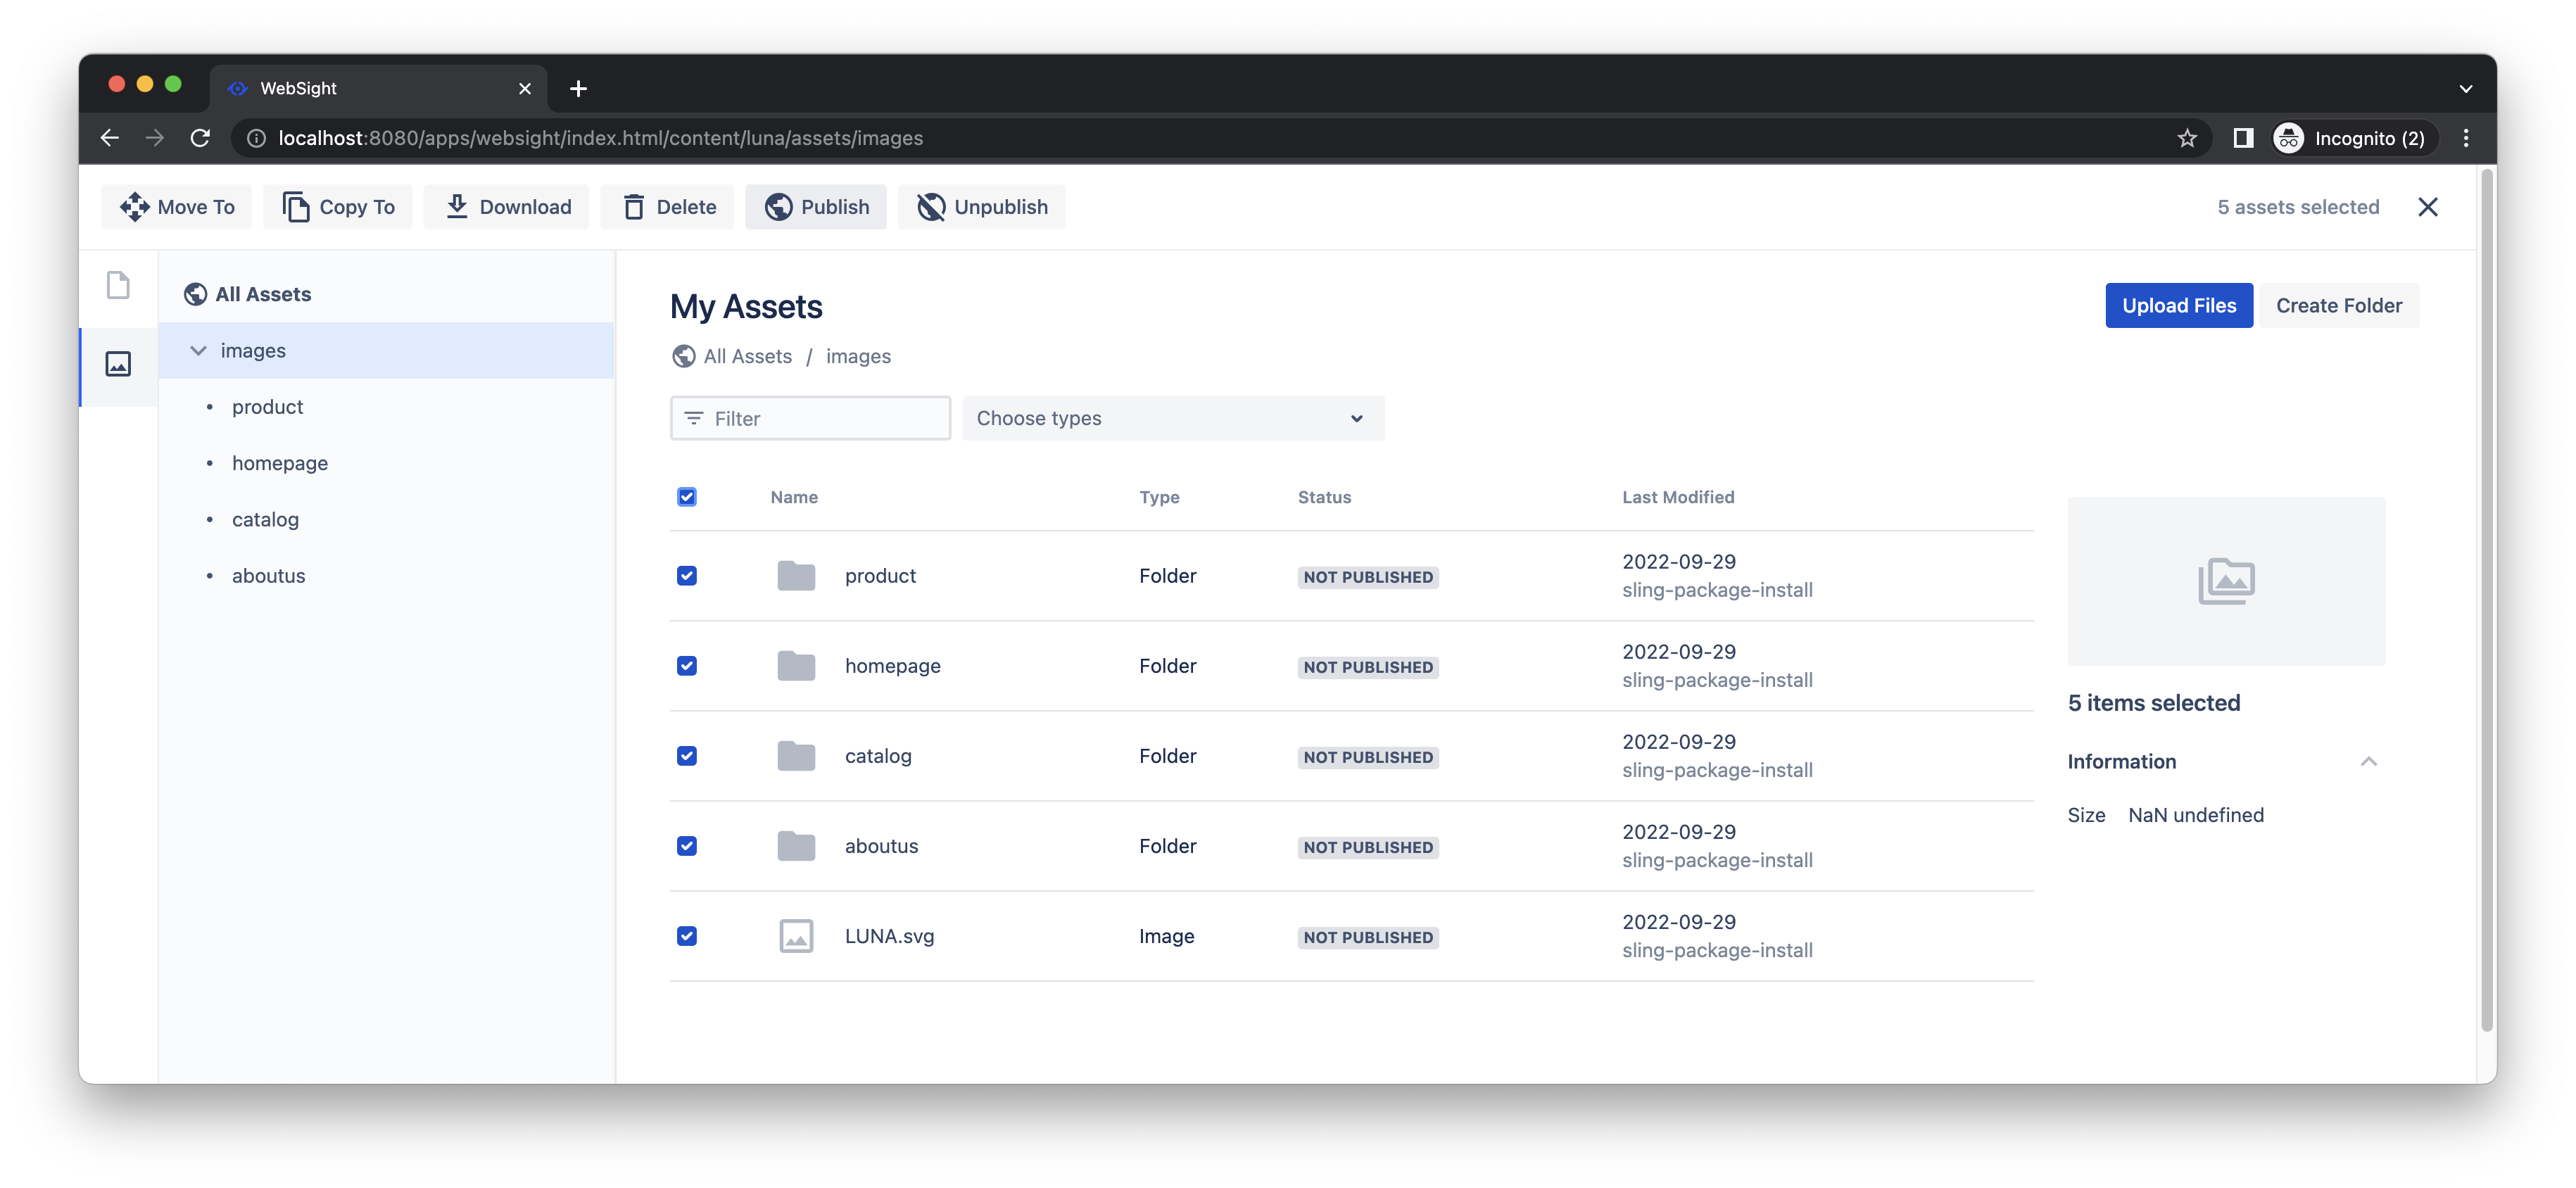 WebSight
localhost:8080/apps/websight/index.html/content/luna/assets/images
Incognito (2)
Move To
Copy To
Download
Delete
Publish
Unpublish
5 assets selected
All Assets
images
product
homepage
catalog
aboutus
My Assets
Upload Files
Create Folder
All Assets / images
Filter
Choose types
Name Type Status Last Modified
product Folder NOT PUBLISHED 2022-09-29
sling-package-install
homepage Folder NOT PUBLISHED 2022-09-29
sling-package-install
catalog Folder NOT PUBLISHED 2022-09-29
sling-package-install
aboutus Folder NOT PUBLISHED 2022-09-29
sling-package-install
LUNA.svg Image NOT PUBLISHED 2022-09-29
sling-package-install
5 items selected
Information
Size NaN undefined